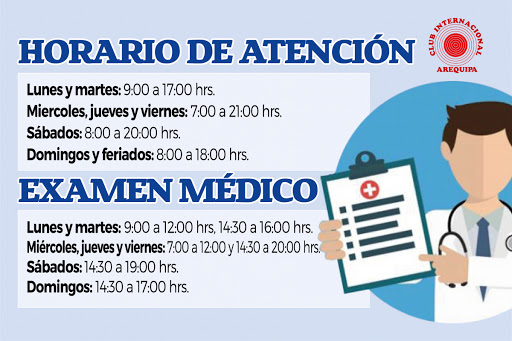 HORARIO DE ATENCIÓN
CLUB INTERNACIONAL
AREQUIPA
Lunes y martes: 9:00 a 17:00 hrs.
Miercoles, jueves y viernes: 7:00 a 21:00 hrs.
Sábados: 8:00 a 20:00 hrs.
Domingos y feriados: 8:00 a 18:00 hrs.
EXAMEN MÉDICO
Lunes y martes: 9:00 a 12:00 hrs, 14:30 a 16:00 hrs.
Miércoles, jueves y viernes: 7:00 a 12:00 y 14:30 a 20:00 hrs.
Sábados: 14:30 a 19:00 hrs.
Domingos: 14:30 a 17:00 hrs.